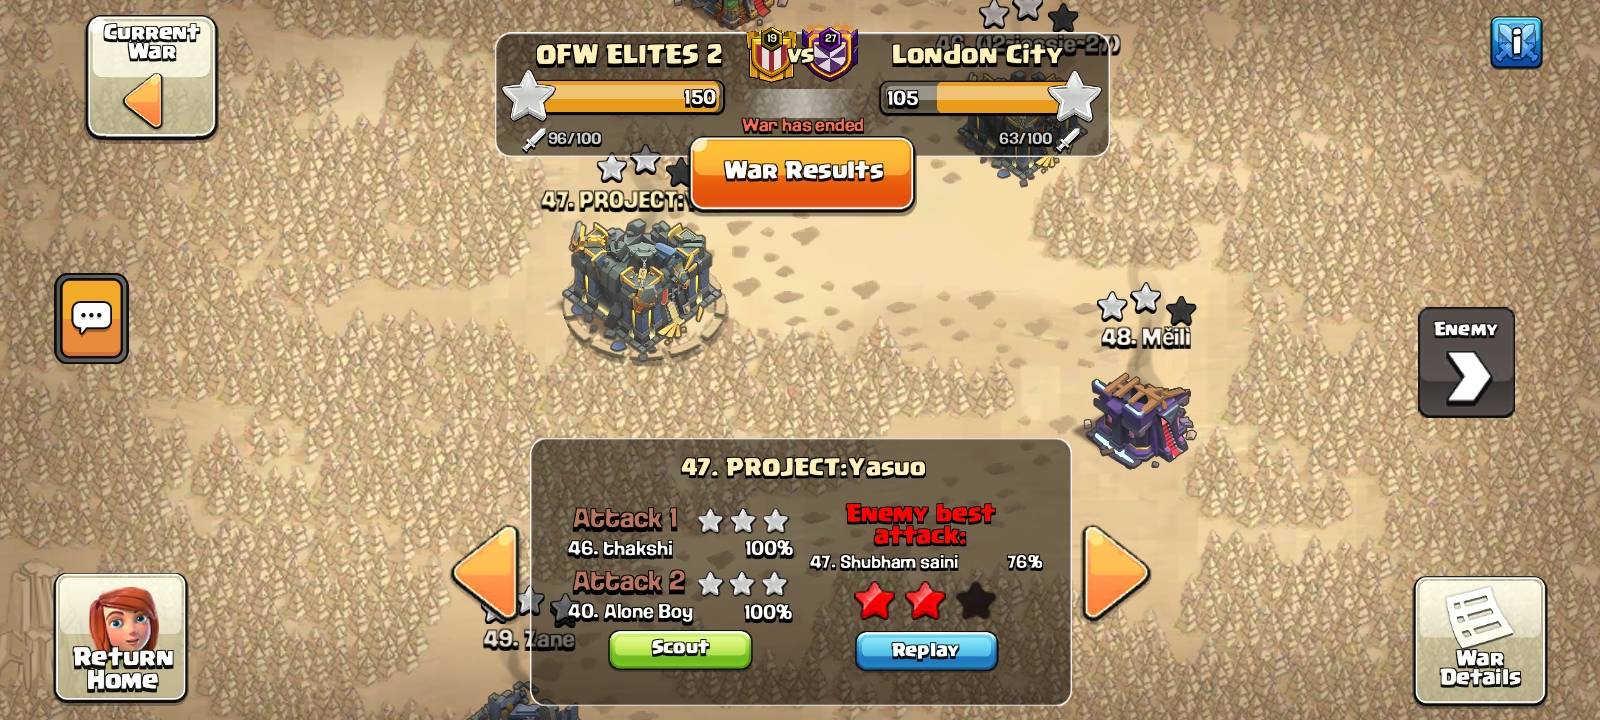 Current
War
OFW ELITES 2
19
vs
27
London City
150
105
War has ended
96/100
63/100
War Results
47. PROJECT:
48. Měilì
Enemy
47. PROJECT:Yasuo
Attack 1
46. thakshi
100%
Attack 2
40. Alone Boy
100%
Scout
Enemy best
attack:
47. Shubham saini
76%
Replay
49. Zane
Return
Home
War
Details